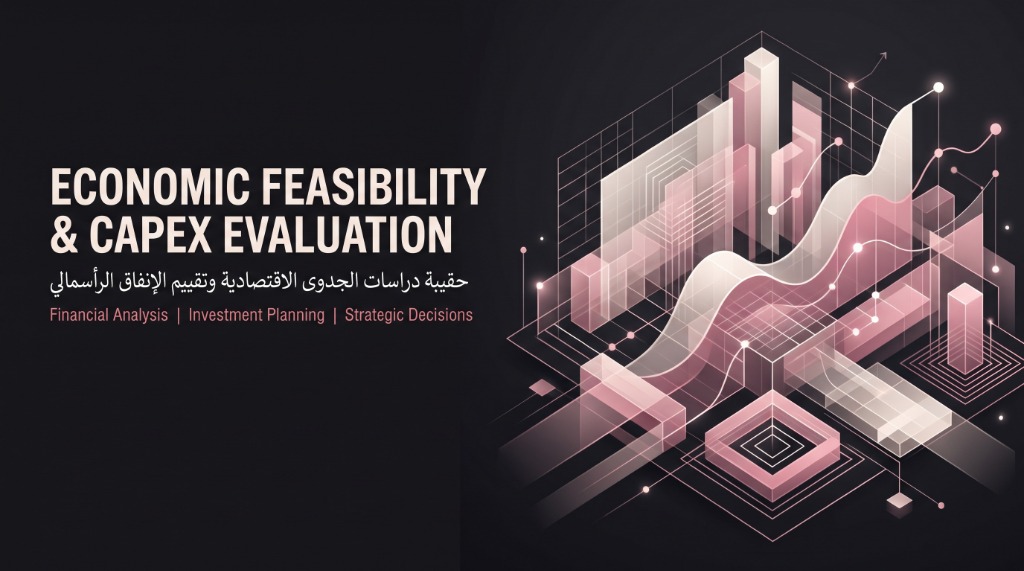 ECONOMIC FEASIBILITY
& CAPEX EVALUATION
حقيبة دراسات الجدوى الاقتصادية وتقييم الإنفاق الرأسمالي
Financial Analysis | Investment Planning | Strategic Decisions